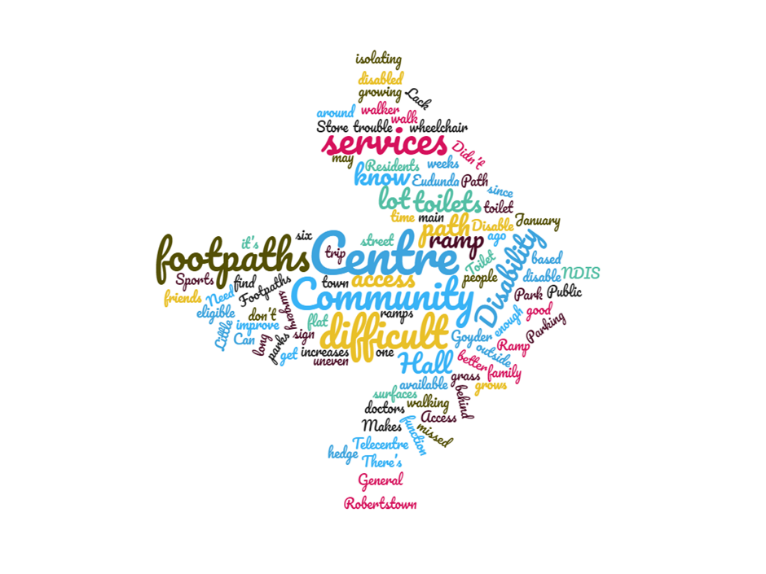 isolating
disabled
growing
Lack
around
walker
walk
Store
trouble
wheelchair
services
Didn't
may
Residents
weeks
know
Eudunda
Path
since
lot
toilets
toilet
time
main
path
Disable
January
it's
six
street
ramp
ago
Disability
footpaths
trip
Centre
Toilet
based
Sports
find
town
access
people
disable
NDIS
friends
Need
Footpaths
surgery
Community
Park
Public
eligible
don't
flat
ramps
enough
good
Little
improve
sign
difficult
Goyder
Parking
Can
long
parks
get
increases
one
outside
Ramp
uneven
Hall
better
family
available
grass
grows
surfaces
behind
doctors
walking
Access
Makes
function
missed
Telecentre
hedge
There's
General
Robertstown